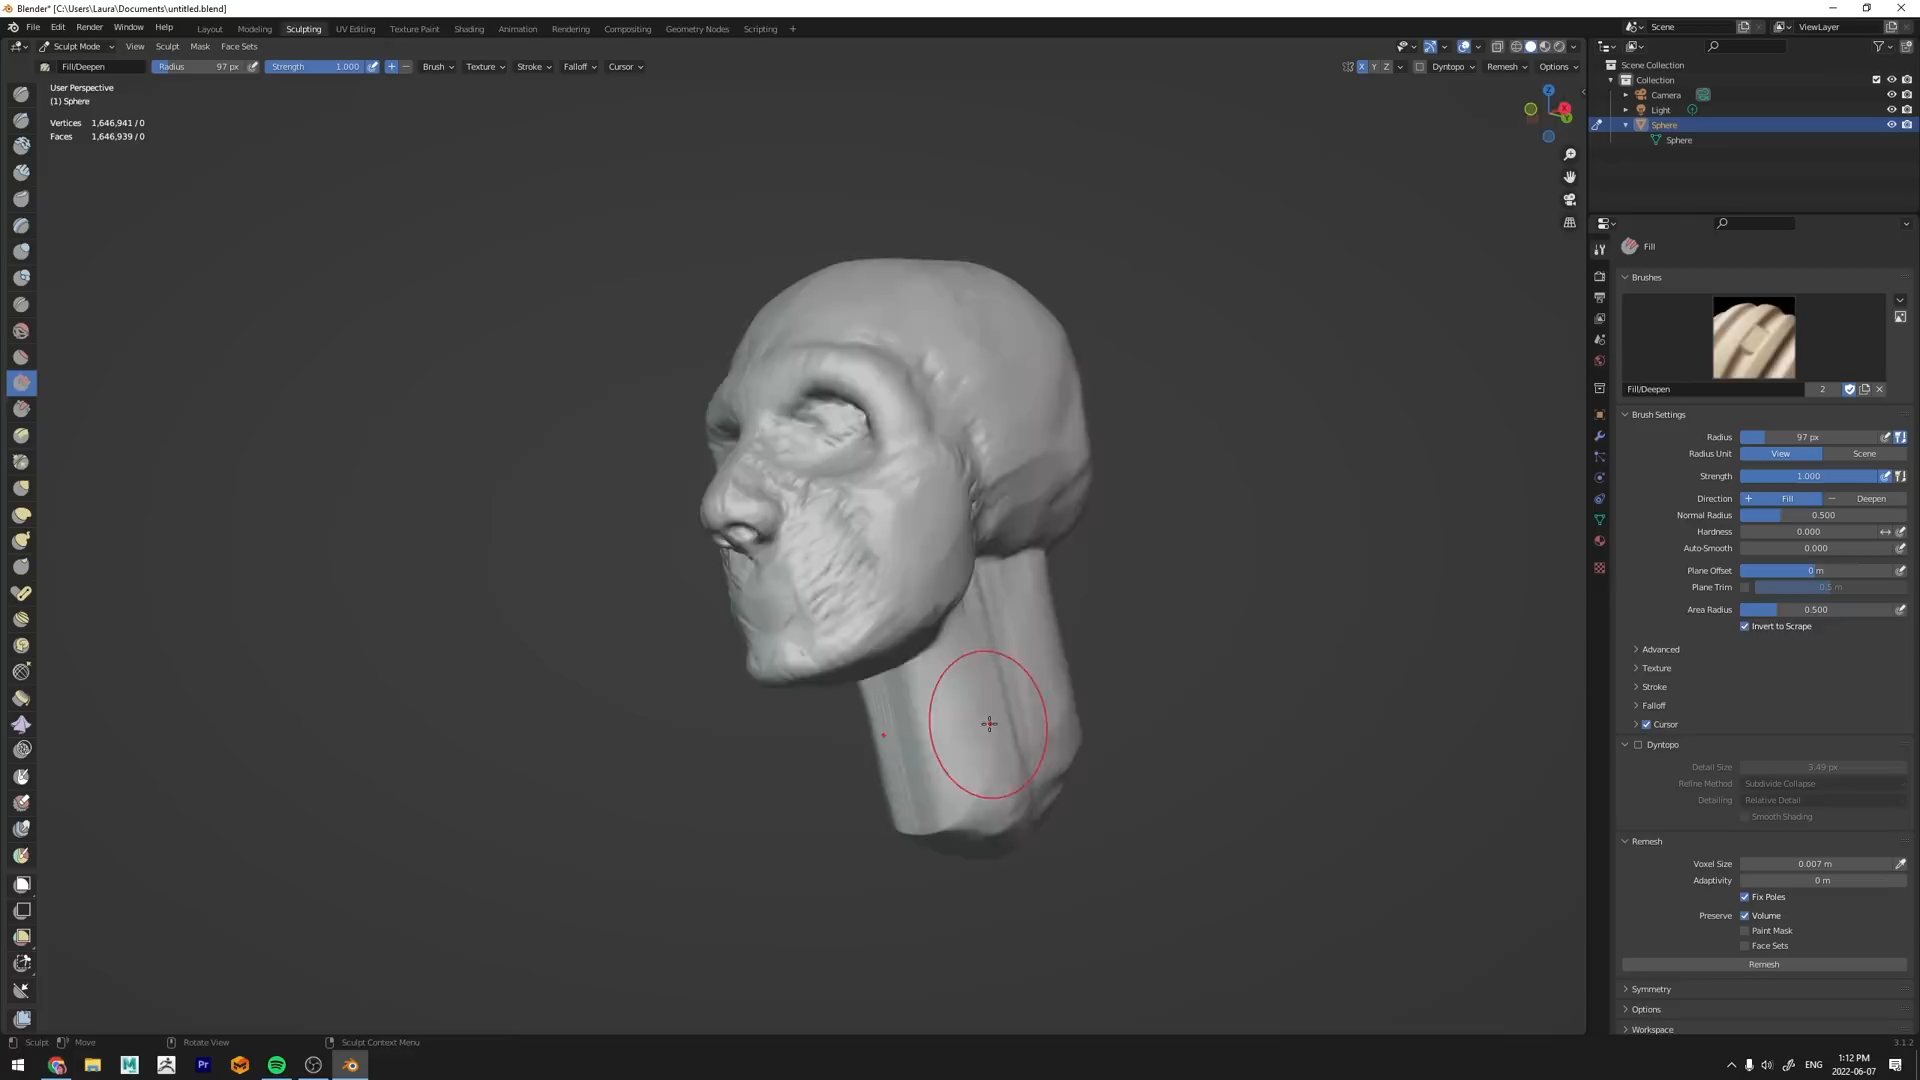 Blender* [C:\Users\Laura\Documents\untitled.blend]
File Edit Render Window Help
Layout Modeling Sculpting UV Editing Texture Paint Shading Animation Rendering Compositing Geometry Nodes Scripting +
Scene
ViewLayer
Sculpt Mode View Sculpt Mask Face Sets
Fill/Deepen Radius 97 px Strength 1.000 + − Brush Texture Stroke Falloff Cursor
X Y Z Dyntopo Remesh Options
User Perspective
(1) Sphere
Vertices 1,646,941 / 0
Faces 1,646,939 / 0
Z
X
Y
Scene Collection
Collection
Camera
Light
Sphere
Sphere
Fill
Brushes
Fill/Deepen 2
Brush Settings
Radius 97 px
Radius Unit View Scene
Strength 1.000
Direction + Fill − Deepen
Normal Radius 0.500
Hardness 0.000
Auto-Smooth 0.000
Plane Offset 0 m
Plane Trim 0.5 m
Area Radius 0.500
Invert to Scrape
Advanced
Texture
Stroke
Falloff
Cursor
Dyntopo
Detail Size 3.49 px
Refine Method Subdivide Collapse
Detailing Relative Detail
Smooth Shading
Remesh
Voxel Size 0.007 m
Adaptivity 0 m
Fix Poles
Preserve Volume
Paint Mask
Face Sets
Remesh
Symmetry
Options
Workspace
Sculpt Move Rotate View Sculpt Context Menu
3.1.2
M
Pr
ENG
1:12 PM
2022-06-07